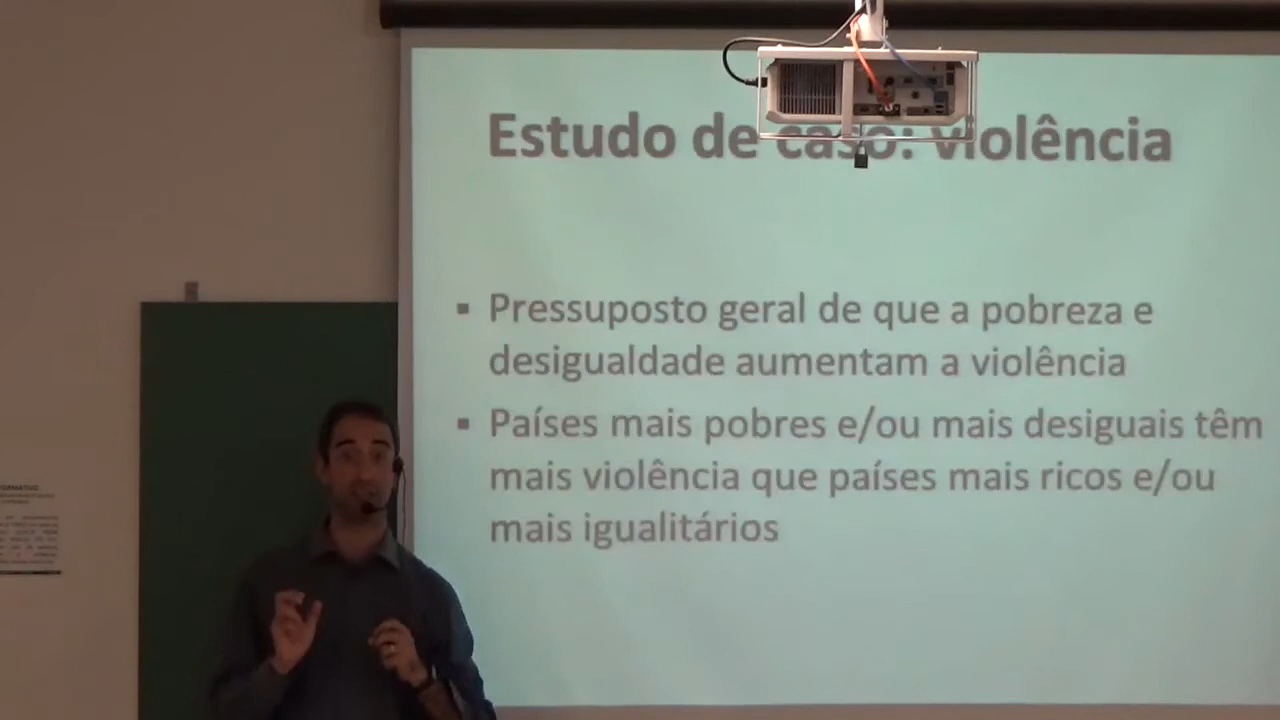 Estudo de caso: violência
▪ Pressuposto geral de que a pobreza e
desigualdade aumentam a violência
▪ Países mais pobres e/ou mais desiguais têm
mais violência que países mais ricos e/ou
mais igualitários